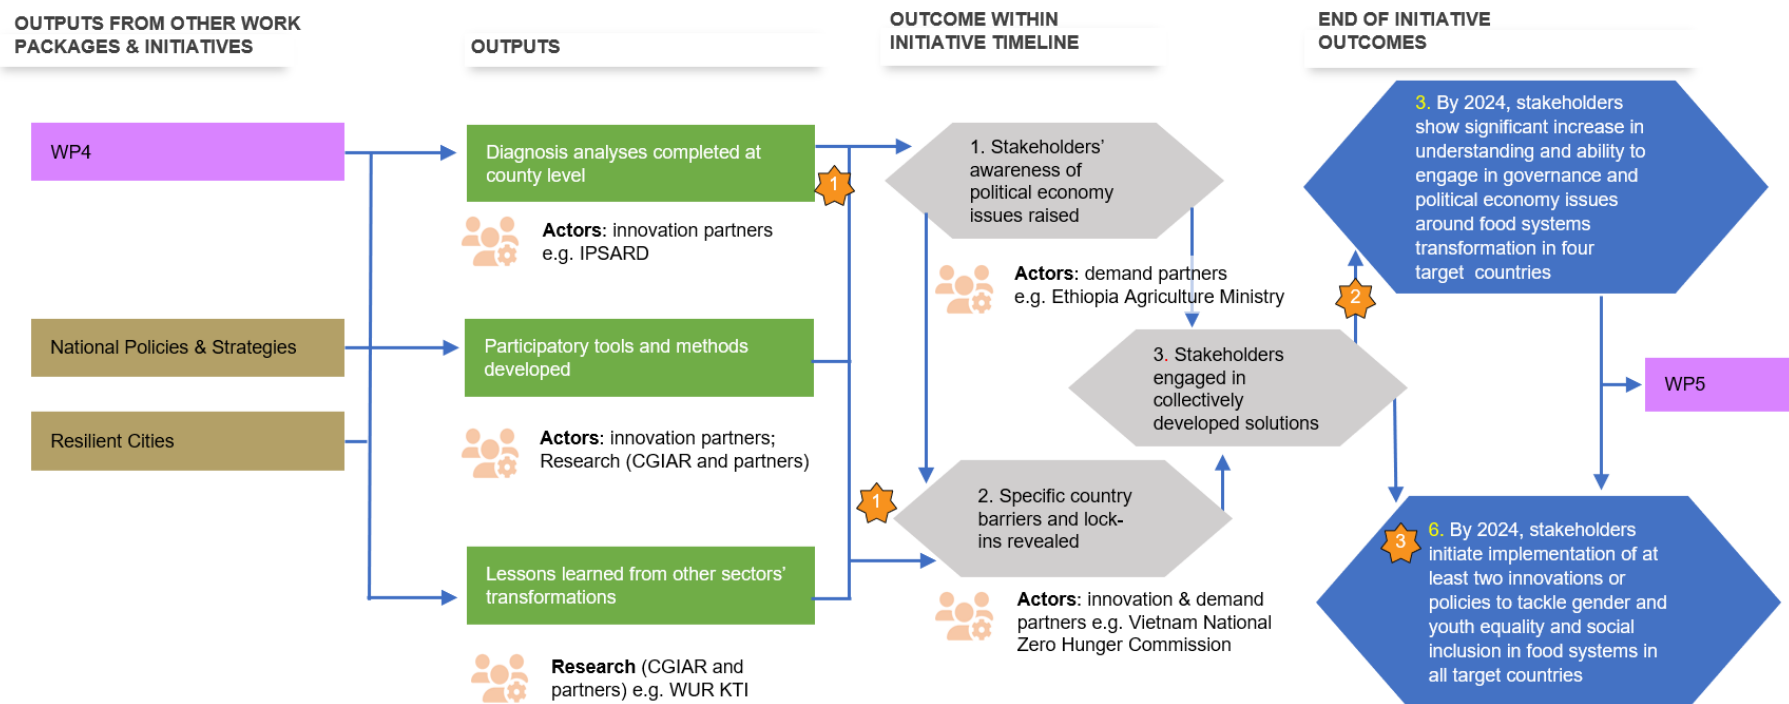 OUTPUTS FROM OTHER WORK
PACKAGES & INITIATIVES
OUTPUTS
OUTCOME WITHIN
INITIATIVE TIMELINE
END OF INITIATIVE
OUTCOMES
WP4
National Policies & Strategies
Resilient Cities
Diagnosis analyses completed at
county level
1
Actors: innovation partners
e.g. IPSARD
Participatory tools and methods
developed
Actors: innovation partners;
Research (CGIAR and partners)
Lessons learned from other sectors’
transformations
Research (CGIAR and
partners) e.g. WUR KTI
1. Stakeholders’
awareness of
political economy
issues raised
Actors: demand partners
e.g. Ethiopia Agriculture Ministry
3. Stakeholders
engaged in
collectively
developed solutions
1
2. Specific country
barriers and lock-
ins revealed
Actors: innovation & demand
partners e.g. Vietnam National
Zero Hunger Commission
2
3. By 2024, stakeholders
show significant increase in
understanding and ability to
engage in governance and
political economy issues
around food systems
transformation in four
target countries
WP5
3
6. By 2024, stakeholders
initiate implementation of at
least two innovations or
policies to tackle gender and
youth equality and social
inclusion in food systems in
all target countries